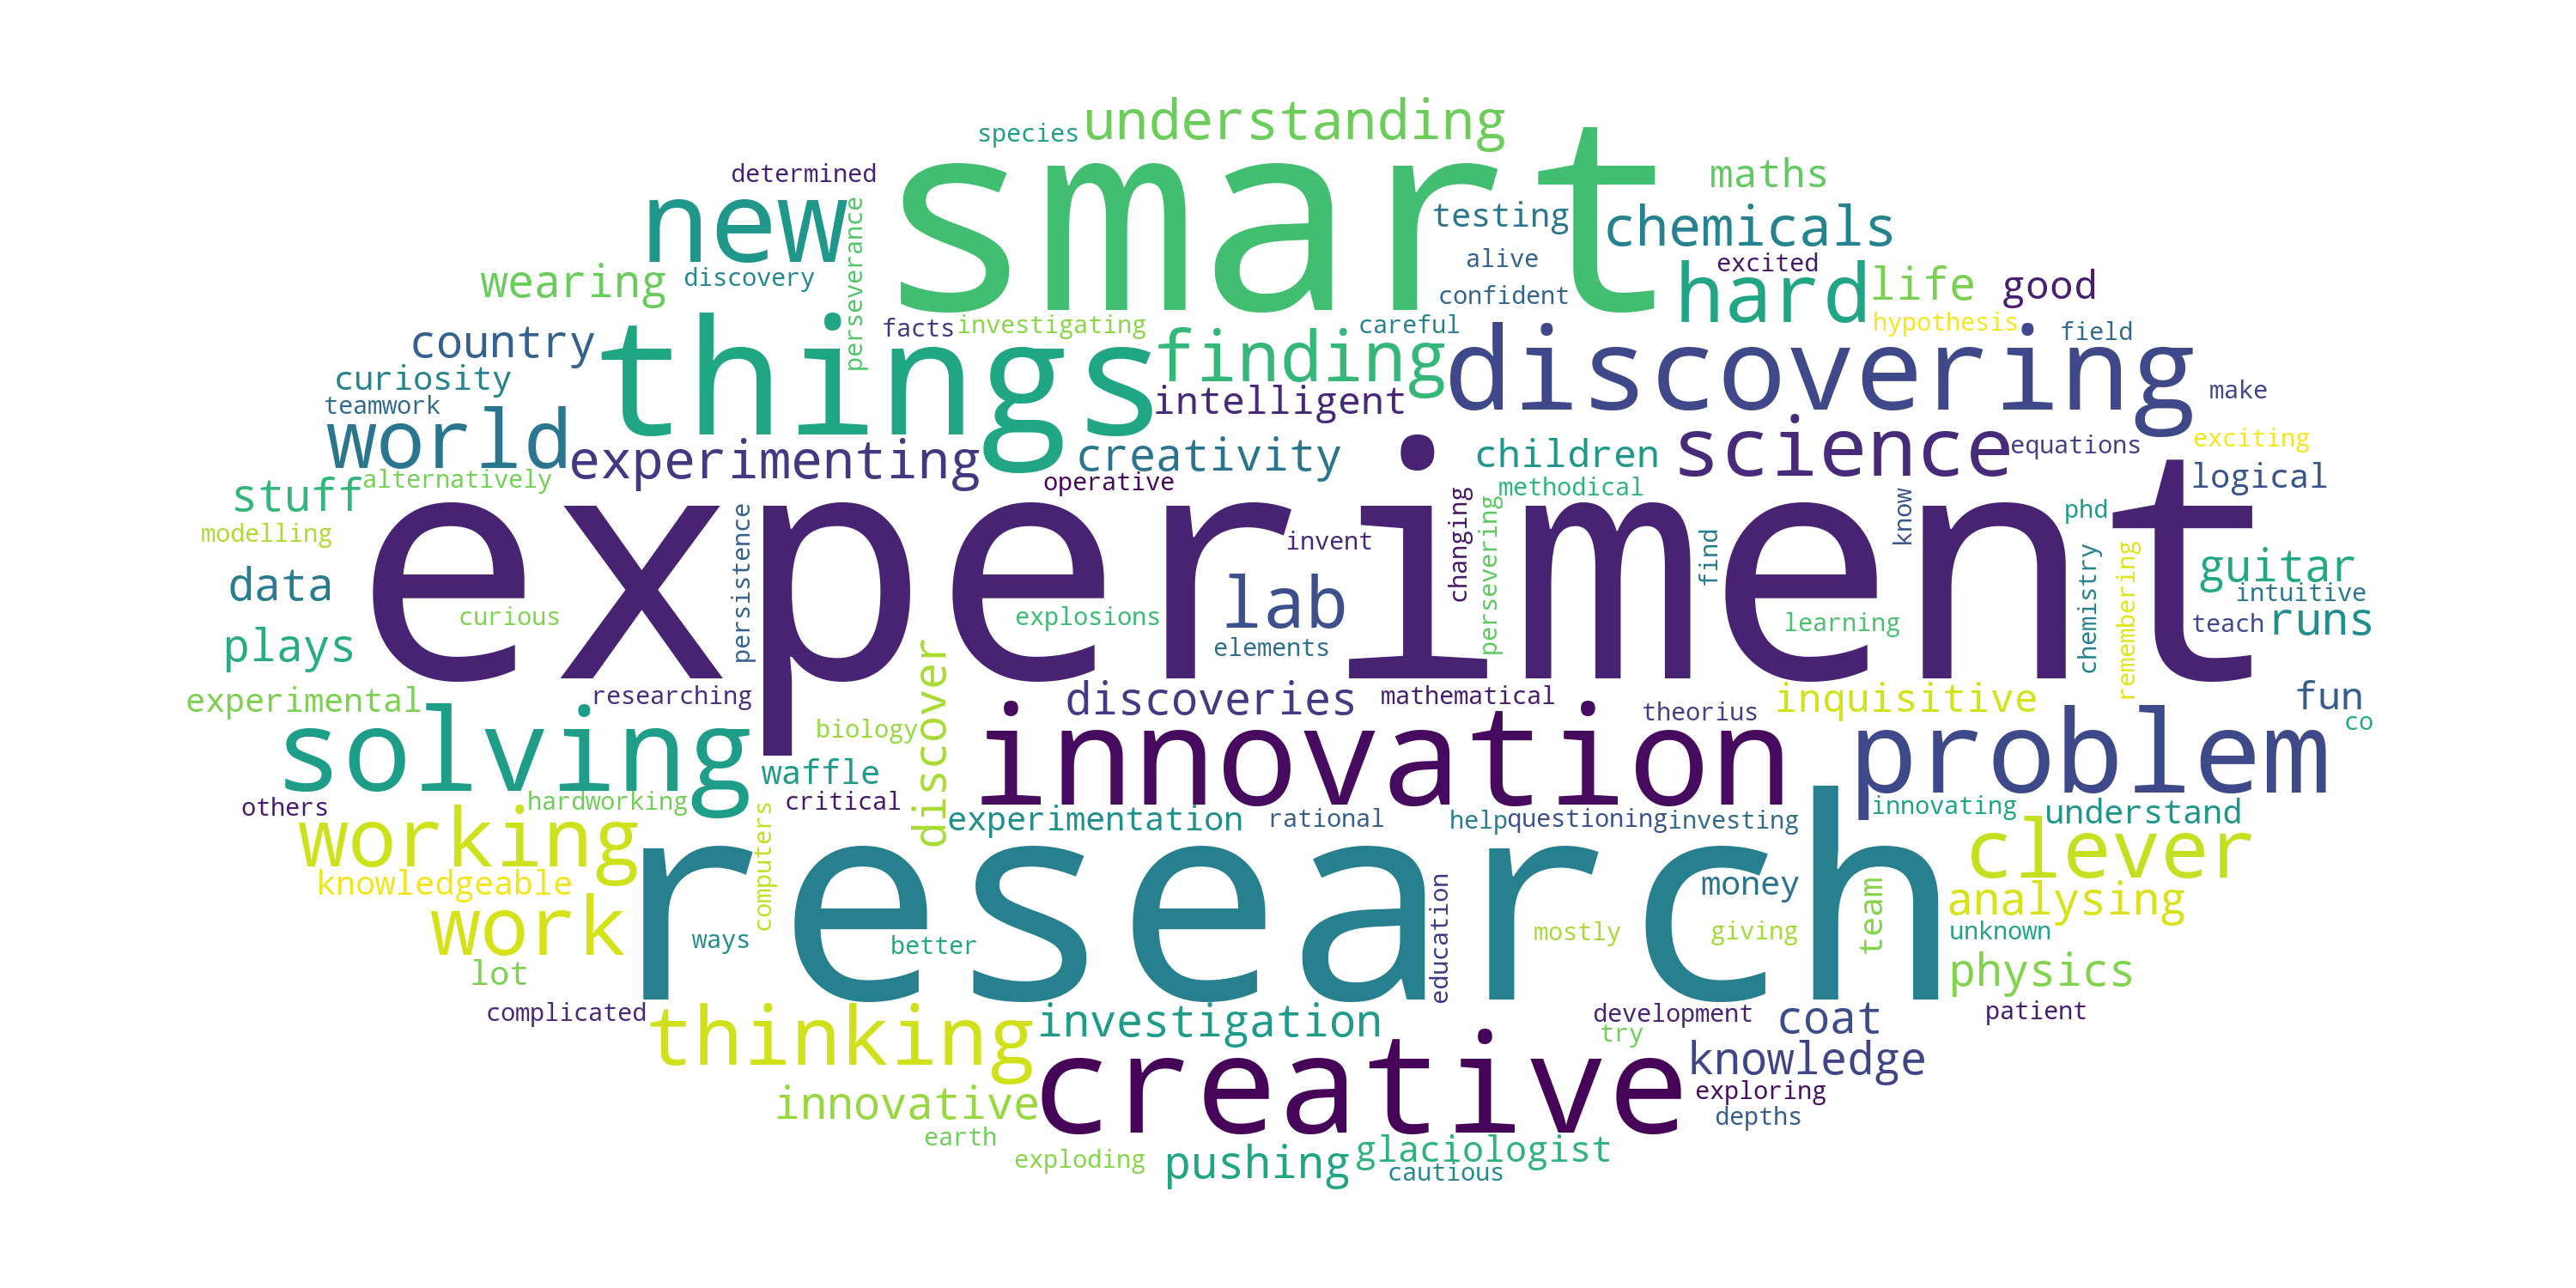 species
understanding
smart
determined
maths
new
perseverance
testing
chemicals
wearing
discovery
alive
excited
hard
life
good
confident
country
things
facts
investigating
careful
finding
discovering
hypothesis
field
curiosity
teamwork
intelligent
make
world
experimenting
creativity
children
science
equations
exciting
stuff
alternatively
operative
methodical
logical
modelling
experiment
persistence
invent
changing
persevering
find
know
phd
chemistry
remembering
guitar
data
curious
explosions
lab
elements
learning
intuitive
teach
runs
plays
experimental
researching
discover
discoveries
mathematical
inquisitive
fun
theorius
co
biology
solving
innovation
problem
waffle
others
hardworking
computers
critical
innovating
understand
working
experimentation
rational
help
questioning
investing
clever
knowledgeable
research
education
money
team
analysing
work
ways
better
mostly
giving
unknown
lot
physics
complicated
thinking
investigation
development
try
coat
patient
creative
knowledge
innovative
exploring
depths
earth
exploding
pushing
glaciologist
cautious